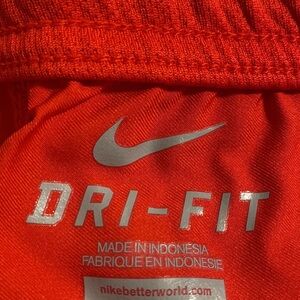 DRI-FIT
MADE IN INDONESIA
FABRIQUE EN INDONESIE
nikebetterworld.com